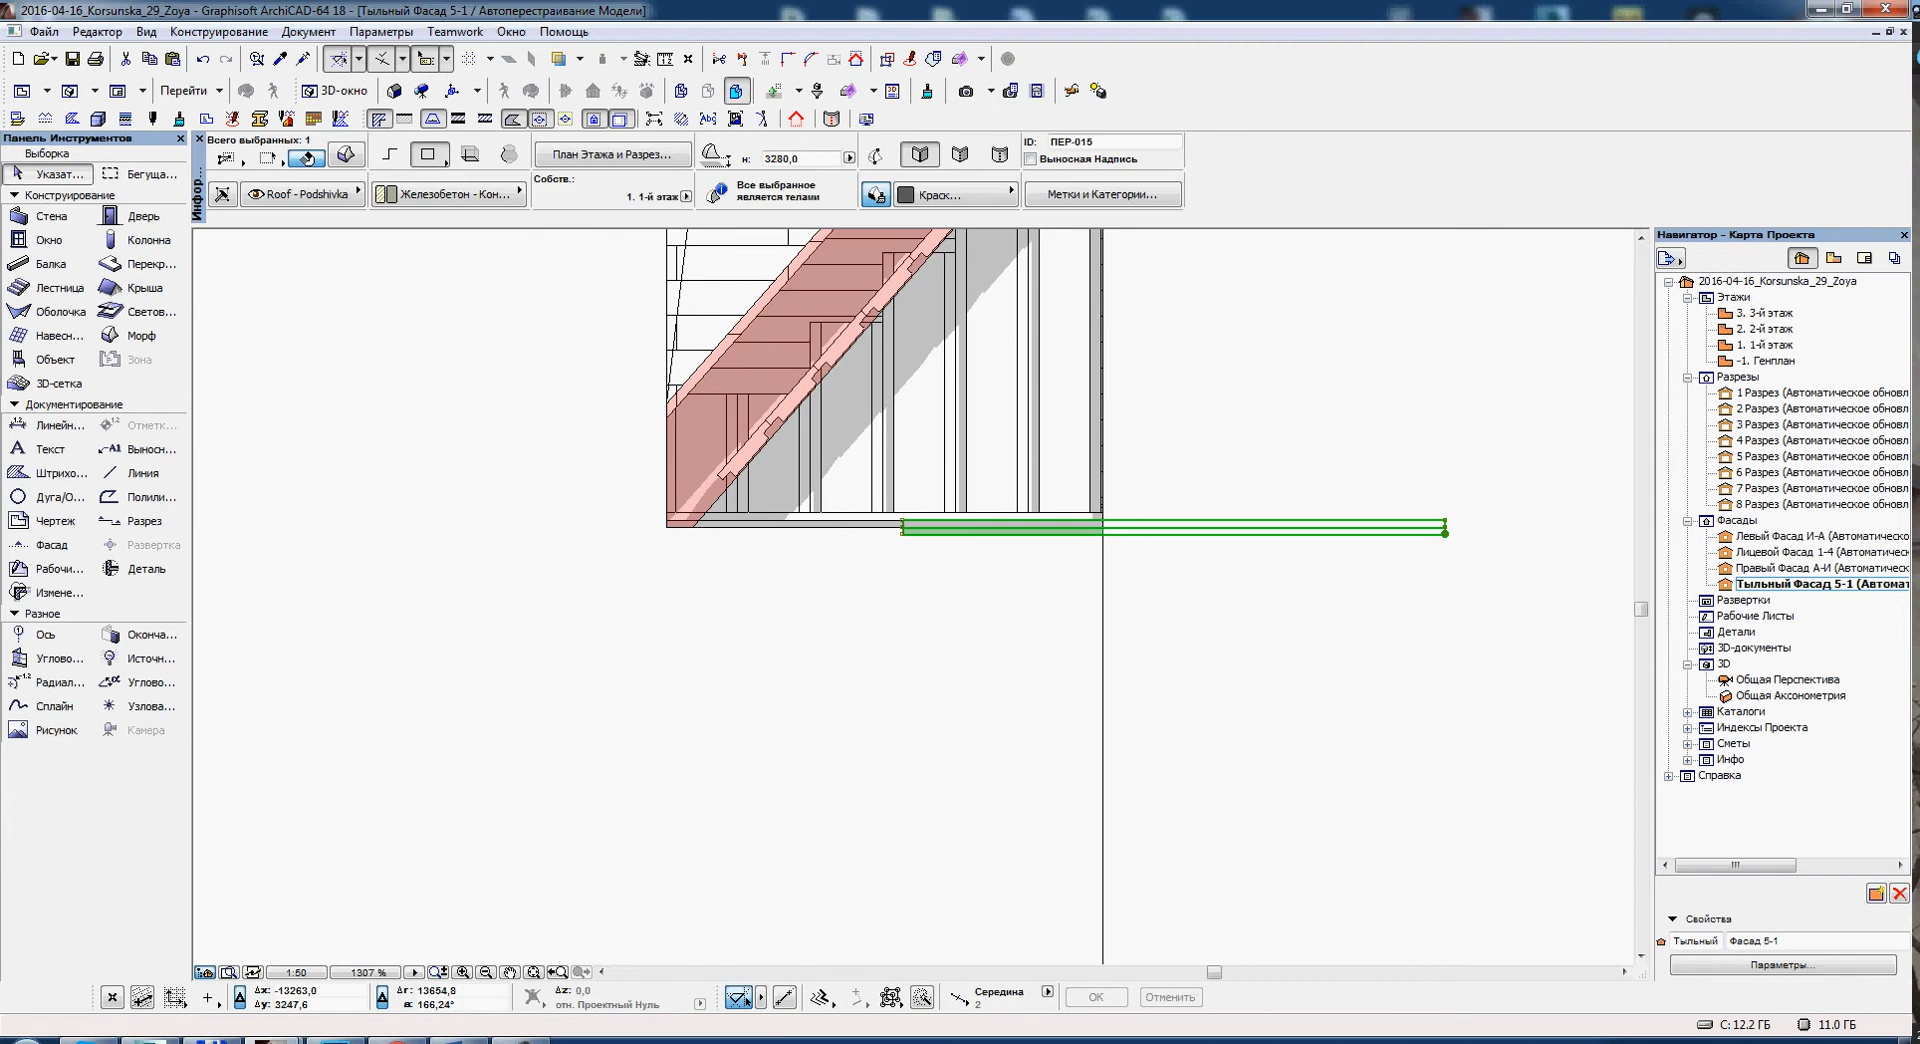 2016-04-16_Korsunska_29_Zoya - Graphisoft ArchiCAD-64 18 - [Тыльный Фасад 5-1 / Автоперестраивание Модели]
Файл Редактор Вид Конструирование Документ Параметры Teamwork Окно Помощь
Перейти 3D-окно
Панель Инструментов
Выборка
Указат... Бегуща...
Конструирование
Стена Дверь
Окно Колонна
Балка Перекр...
Лестница Крыша
Оболочка Светов...
Навесн... Морф
Объект Зона
3D-сетка
Документирование
Линейн... Отметк...
Текст Выносн...
Штрихо... Линия
Дуга/О... Полили...
Чертеж Разрез
Фасад Развертка
Рабочи... Деталь
Измене...
Разное
Ось Оконча...
Углово... Источн...
Радиал... Углово...
Сплайн Узлова...
Рисунок Камера
Инфор...
Всего выбранных: 1
План Этажа и Разрез...
н: 3280,0
ID: ПЕР-015
Выносная Надпись
Roof - Podshivka
Железобетон - Кон...
Собств.:
1. 1-й этаж
Все выбранное является телами
Краск...
Метки и Категории...
Навигатор - Карта Проекта
2016-04-16_Korsunska_29_Zoya
Этажи
3. 3-й этаж
2. 2-й этаж
1. 1-й этаж
-1. Генплан
Разрезы
1 Разрез (Автоматическое обновл
2 Разрез (Автоматическое обновл
3 Разрез (Автоматическое обновл
4 Разрез (Автоматическое обновл
5 Разрез (Автоматическое обновл
6 Разрез (Автоматическое обновл
7 Разрез (Автоматическое обновл
8 Разрез (Автоматическое обновл
Фасады
Левый Фасад И-А (Автоматическо
Лицевой Фасад 1-4 (Автоматичес
Правый Фасад А-И (Автоматическ
Тыльный Фасад 5-1 (Автомат
Развертки
Рабочие Листы
Детали
3D-документы
3D
Общая Перспектива
Общая Аксонометрия
Каталоги
Индексы Проекта
Сметы
Инфо
Справка
Свойства
Тыльный Фасад 5-1
Параметры...
1:50 1307 %
Δx: -13263,0
Δy: 3247,6
Δr: 13654,8
a: 166,24°
Δz: 0,0
отн. Проектный Нуль
Середина
2
OK Отменить
C: 12.2 ГБ 11.0 ГБ